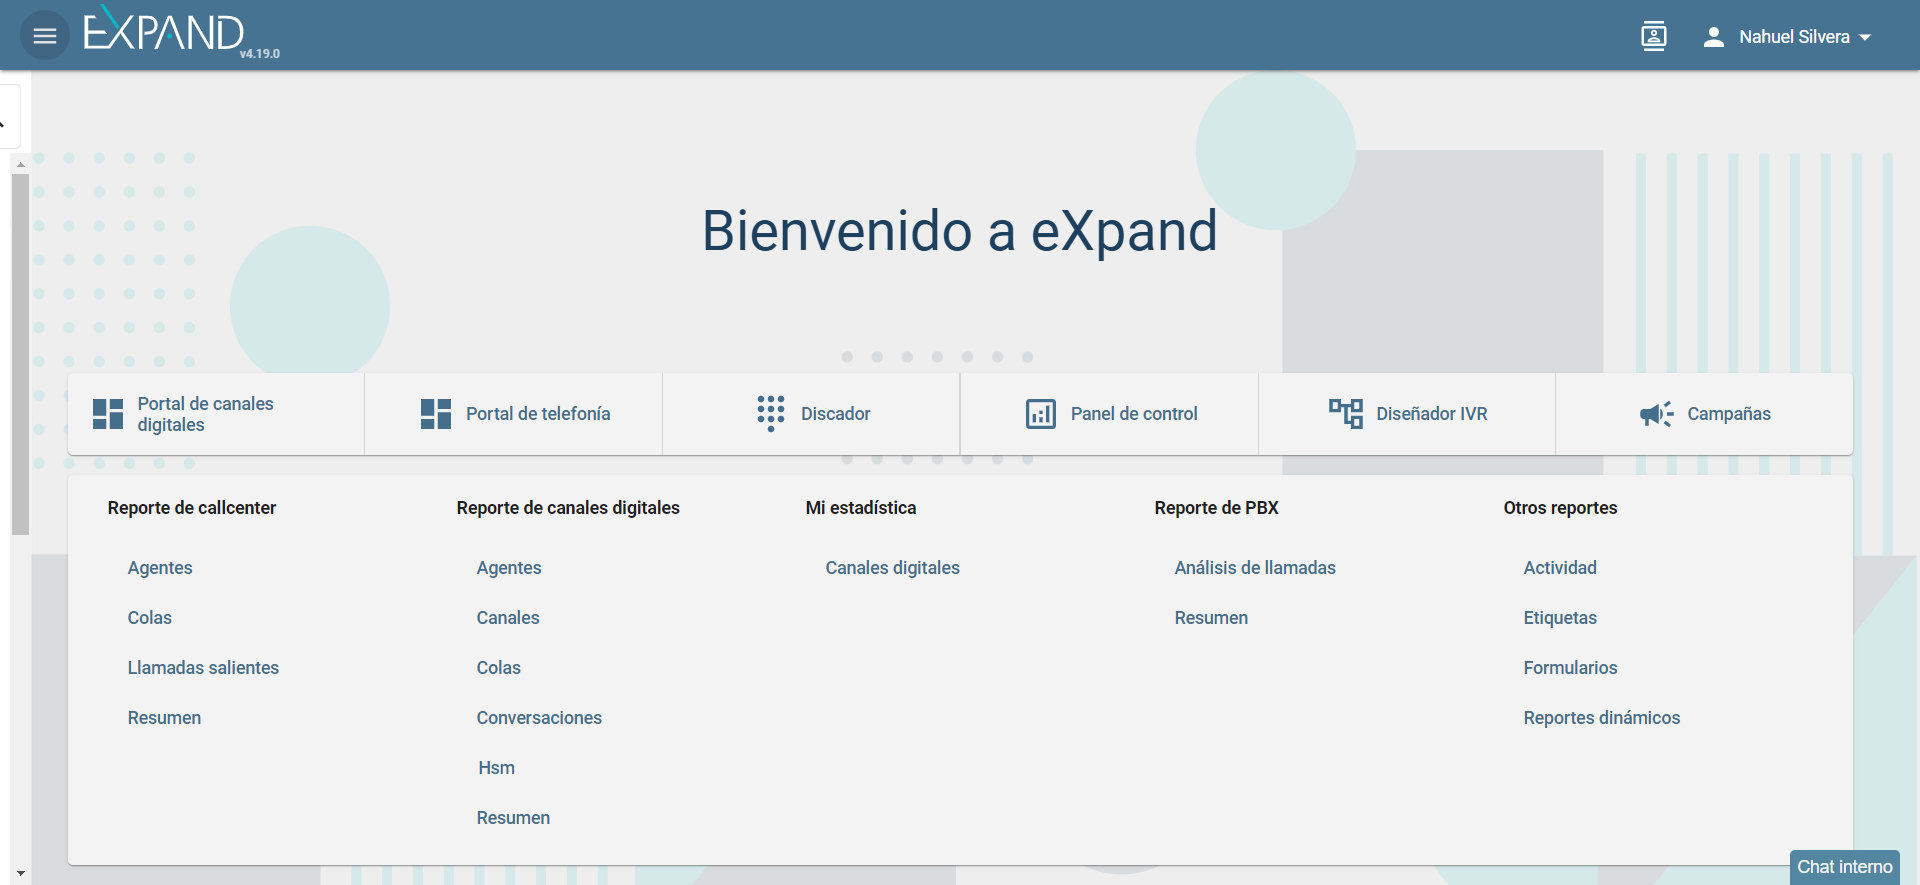 EXPAND
v4.19.0
Nahuel Silvera
Bienvenido a eXpand
Portal de canales
digitales
Portal de telefonía
Discador
Panel de control
Diseñador IVR
Campañas
Reporte de callcenter
Agentes
Colas
Llamadas salientes
Resumen
Reporte de canales digitales
Agentes
Canales
Colas
Conversaciones
Hsm
Resumen
Mi estadística
Canales digitales
Reporte de PBX
Análisis de llamadas
Resumen
Otros reportes
Actividad
Etiquetas
Formularios
Reportes dinámicos
Chat interno